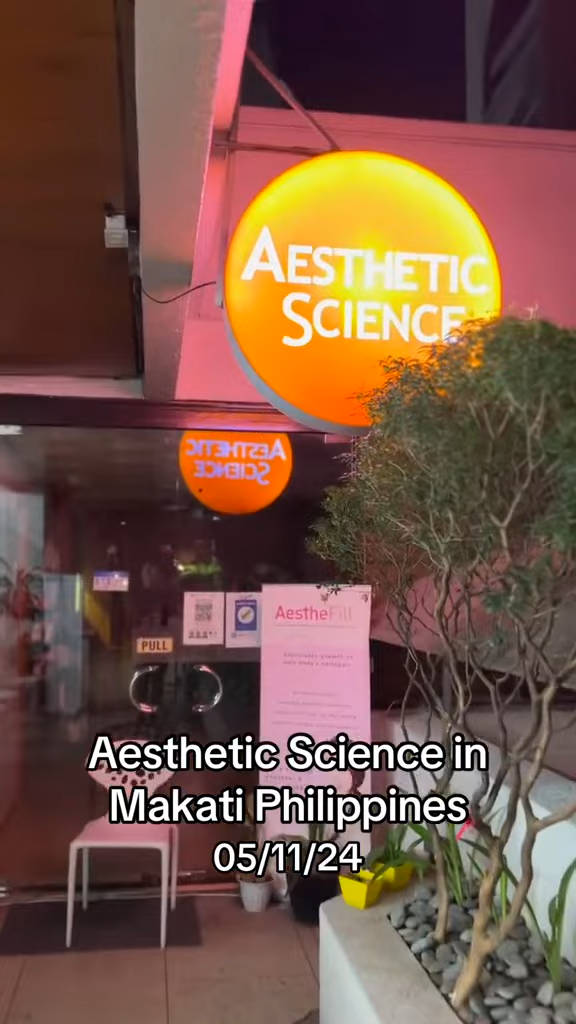 AESTHETIC
SCIENCE
AESTHETIC
SCIENCE
AestheFill
PULL
Aesthetic Science in
Makati Philippines
05/11/24